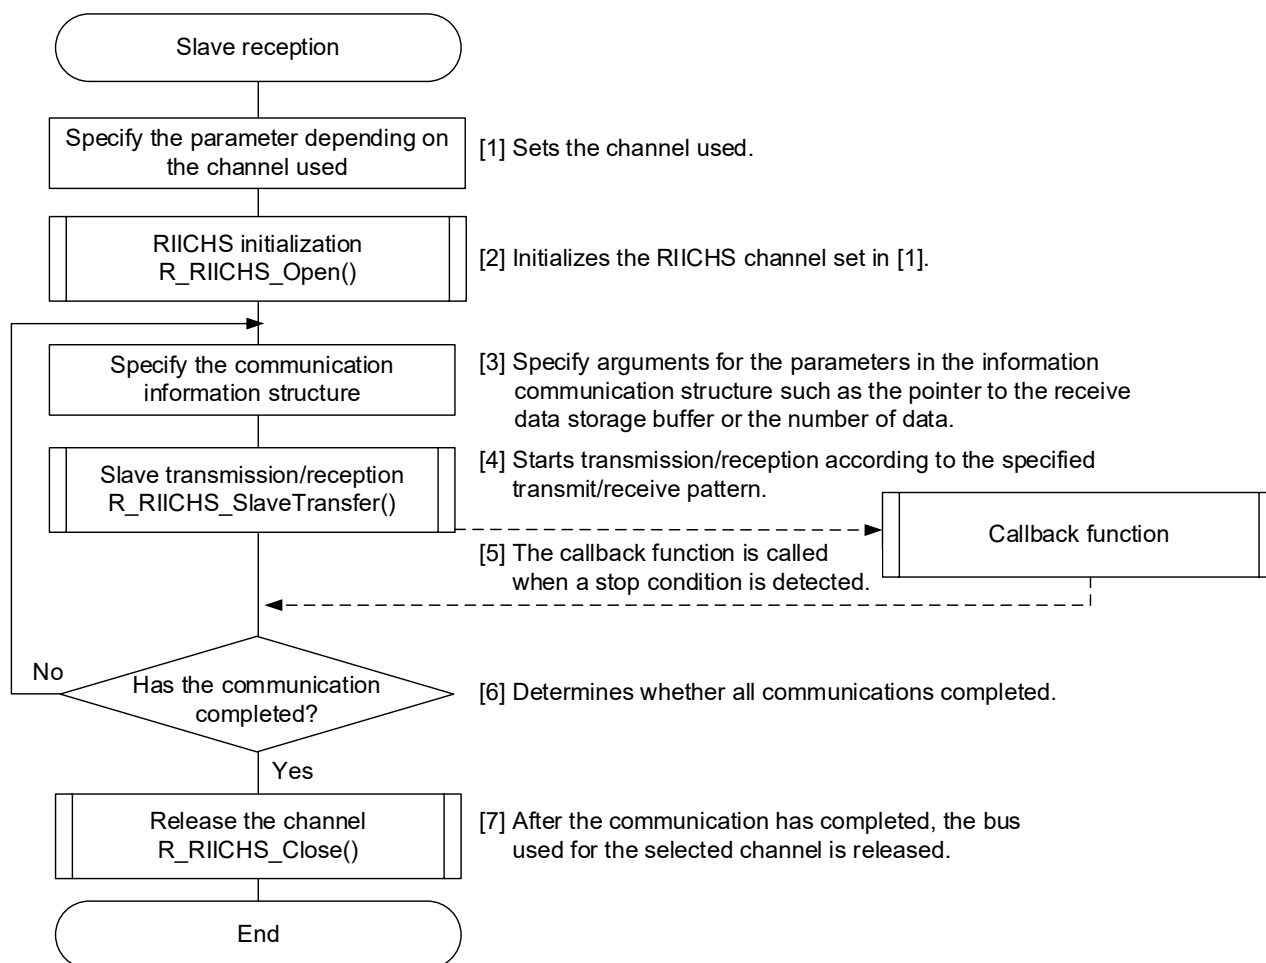 Slave reception
Specify the parameter depending on
the channel used
[1] Sets the channel used.
RIICHS initialization
R_RIICHS_Open()
[2] Initializes the RIICHS channel set in [1].
Specify the communication
information structure
[3] Specify arguments for the parameters in the information
communication structure such as the pointer to the receive
data storage buffer or the number of data.
Slave transmission/reception
R_RIICHS_SlaveTransfer()
[4] Starts transmission/reception according to the specified
transmit/receive pattern.
Callback function
[5] The callback function is called
when a stop condition is detected.
No
Has the communication
completed?
[6] Determines whether all communications completed.
Yes
Release the channel
R_RIICHS_Close()
[7] After the communication has completed, the bus
used for the selected channel is released.
End